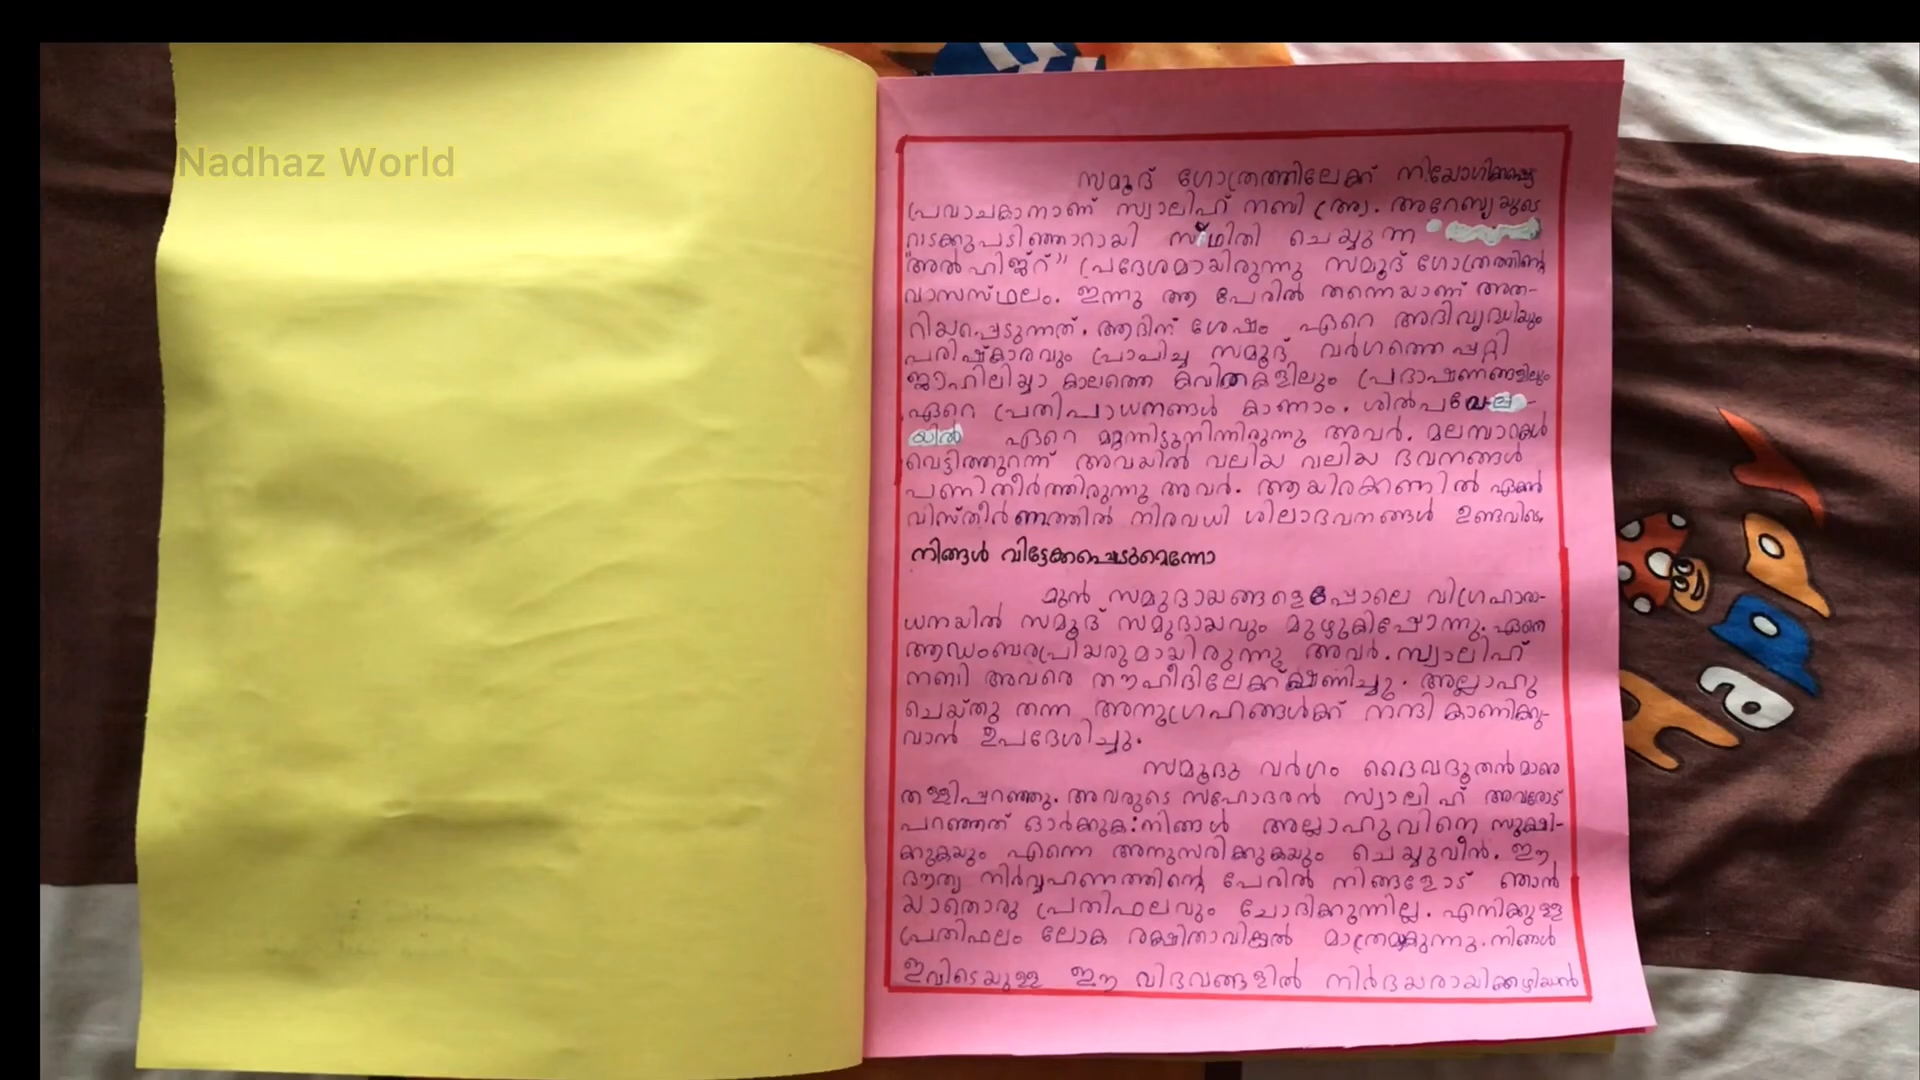 Nadhaz World
സമൂദ് ഗോത്രത്തിലേക്ക് നിയോഗിക്കപ്പെട്ട
പ്രവാചകനാണ് സ്വാലിഹ് നബി (അ). അറേബ്യയുടെ
വടക്കുപടിഞ്ഞാറായി സ്ഥിതി ചെയ്യുന്ന
"അൽ ഹിജ്റ്" പ്രദേശമായിരുന്നു സമൂദ് ഗോത്രത്തിന്റെ
വാസസ്ഥലം. ഇന്നു ആ പേരിൽ തന്നെയാണ് അത-
റിയപ്പെടുന്നത്. ആദിന് ശേഷം ഏറെ അഭിവൃദ്ധിയും
പരിഷ്കാരവും പ്രാപിച്ച സമൂദ് വർഗത്തെപ്പറ്റി
ജാഹിലിയ്യാ കാലത്തെ കവിതകളിലും പ്രഭാഷണങ്ങളിലും
ഏറെ പ്രതിപാധനങ്ങൾ കാണാം. ശിൽപവേല-
യിൽ ഏറെ മുന്നിട്ടുനിന്നിരുന്നു അവർ. മലമ്പാറകൾ
വെട്ടിത്തുറന്ന് അവയിൽ വലിയ വലിയ ഭവനങ്ങൾ
പണിതീർത്തിരുന്നു അവർ. ആയിരക്കണിൽ ഏക്കർ
വിസ്തീർണത്തിൽ നിരവധി ശിലാഭവനങ്ങൾ ഉണ്ടവിടെ.
നിങ്ങൾ വിട്ടേക്കപ്പെടുമെന്നോ
മുൻ സമുദായങ്ങളെപ്പോലെ വിഗ്രഹാരാ-
ധനയിൽ സമൂദ് സമുദായവും മുഴുകിപ്പോന്നു. ഏറെ
ആഡംബരപ്രിയരുമായിരുന്നു അവർ. സ്വാലിഹ്
നബി അവരെ തൗഹീദിലേക്ക് ക്ഷണിച്ചു. അല്ലാഹു
ചെയ്തു തന്ന അനുഗ്രഹങ്ങൾക്ക് നന്ദി കാണിക്കു-
വാൻ ഉപദേശിച്ചു.
സമൂദു വർഗം ദൈവദൂതൻമാരെ
തള്ളിപ്പറഞ്ഞു. അവരുടെ സഹോദരൻ സ്വാലിഹ് അവരോട്
പറഞ്ഞത് ഓർക്കുക: നിങ്ങൾ അല്ലാഹുവിനെ സൂക്ഷി-
ക്കുകയും എന്നെ അനുസരിക്കുകയും ചെയ്യുവീൻ. ഈ
ദൗത്യ നിർവ്വഹണത്തിന്റെ പേരിൽ നിങ്ങളോട് ഞാൻ
യാതൊരു പ്രതിഫലവും ചോദിക്കുന്നില്ല. എനിക്കുള്ള
പ്രതിഫലം ലോക രക്ഷിതാവിങ്കൽ മാത്രമാകുന്നു. നിങ്ങൾ
ഇവിടെയുള്ള ഈ വിഭവങ്ങളിൽ നിർഭയരായിക്കഴിയാൻ